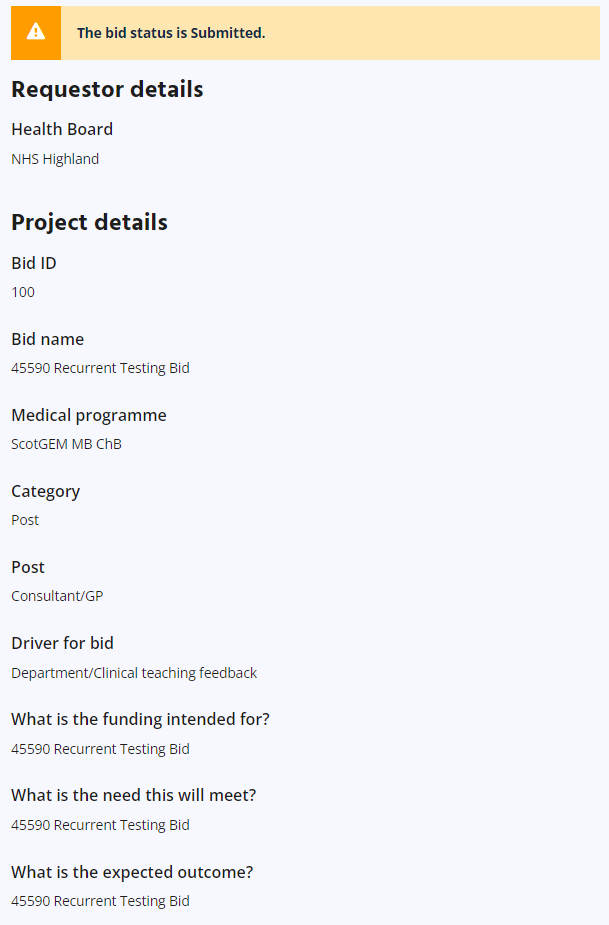 The bid status is Submitted.
Requestor details
Health Board
NHS Highland
Project details
Bid ID
100
Bid name
45590 Recurrent Testing Bid
Medical programme
ScotGEM MB ChB
Category
Post
Post
Consultant/GP
Driver for bid
Department/Clinical teaching feedback
What is the funding intended for?
45590 Recurrent Testing Bid
What is the need this will meet?
45590 Recurrent Testing Bid
What is the expected outcome?
45590 Recurrent Testing Bid